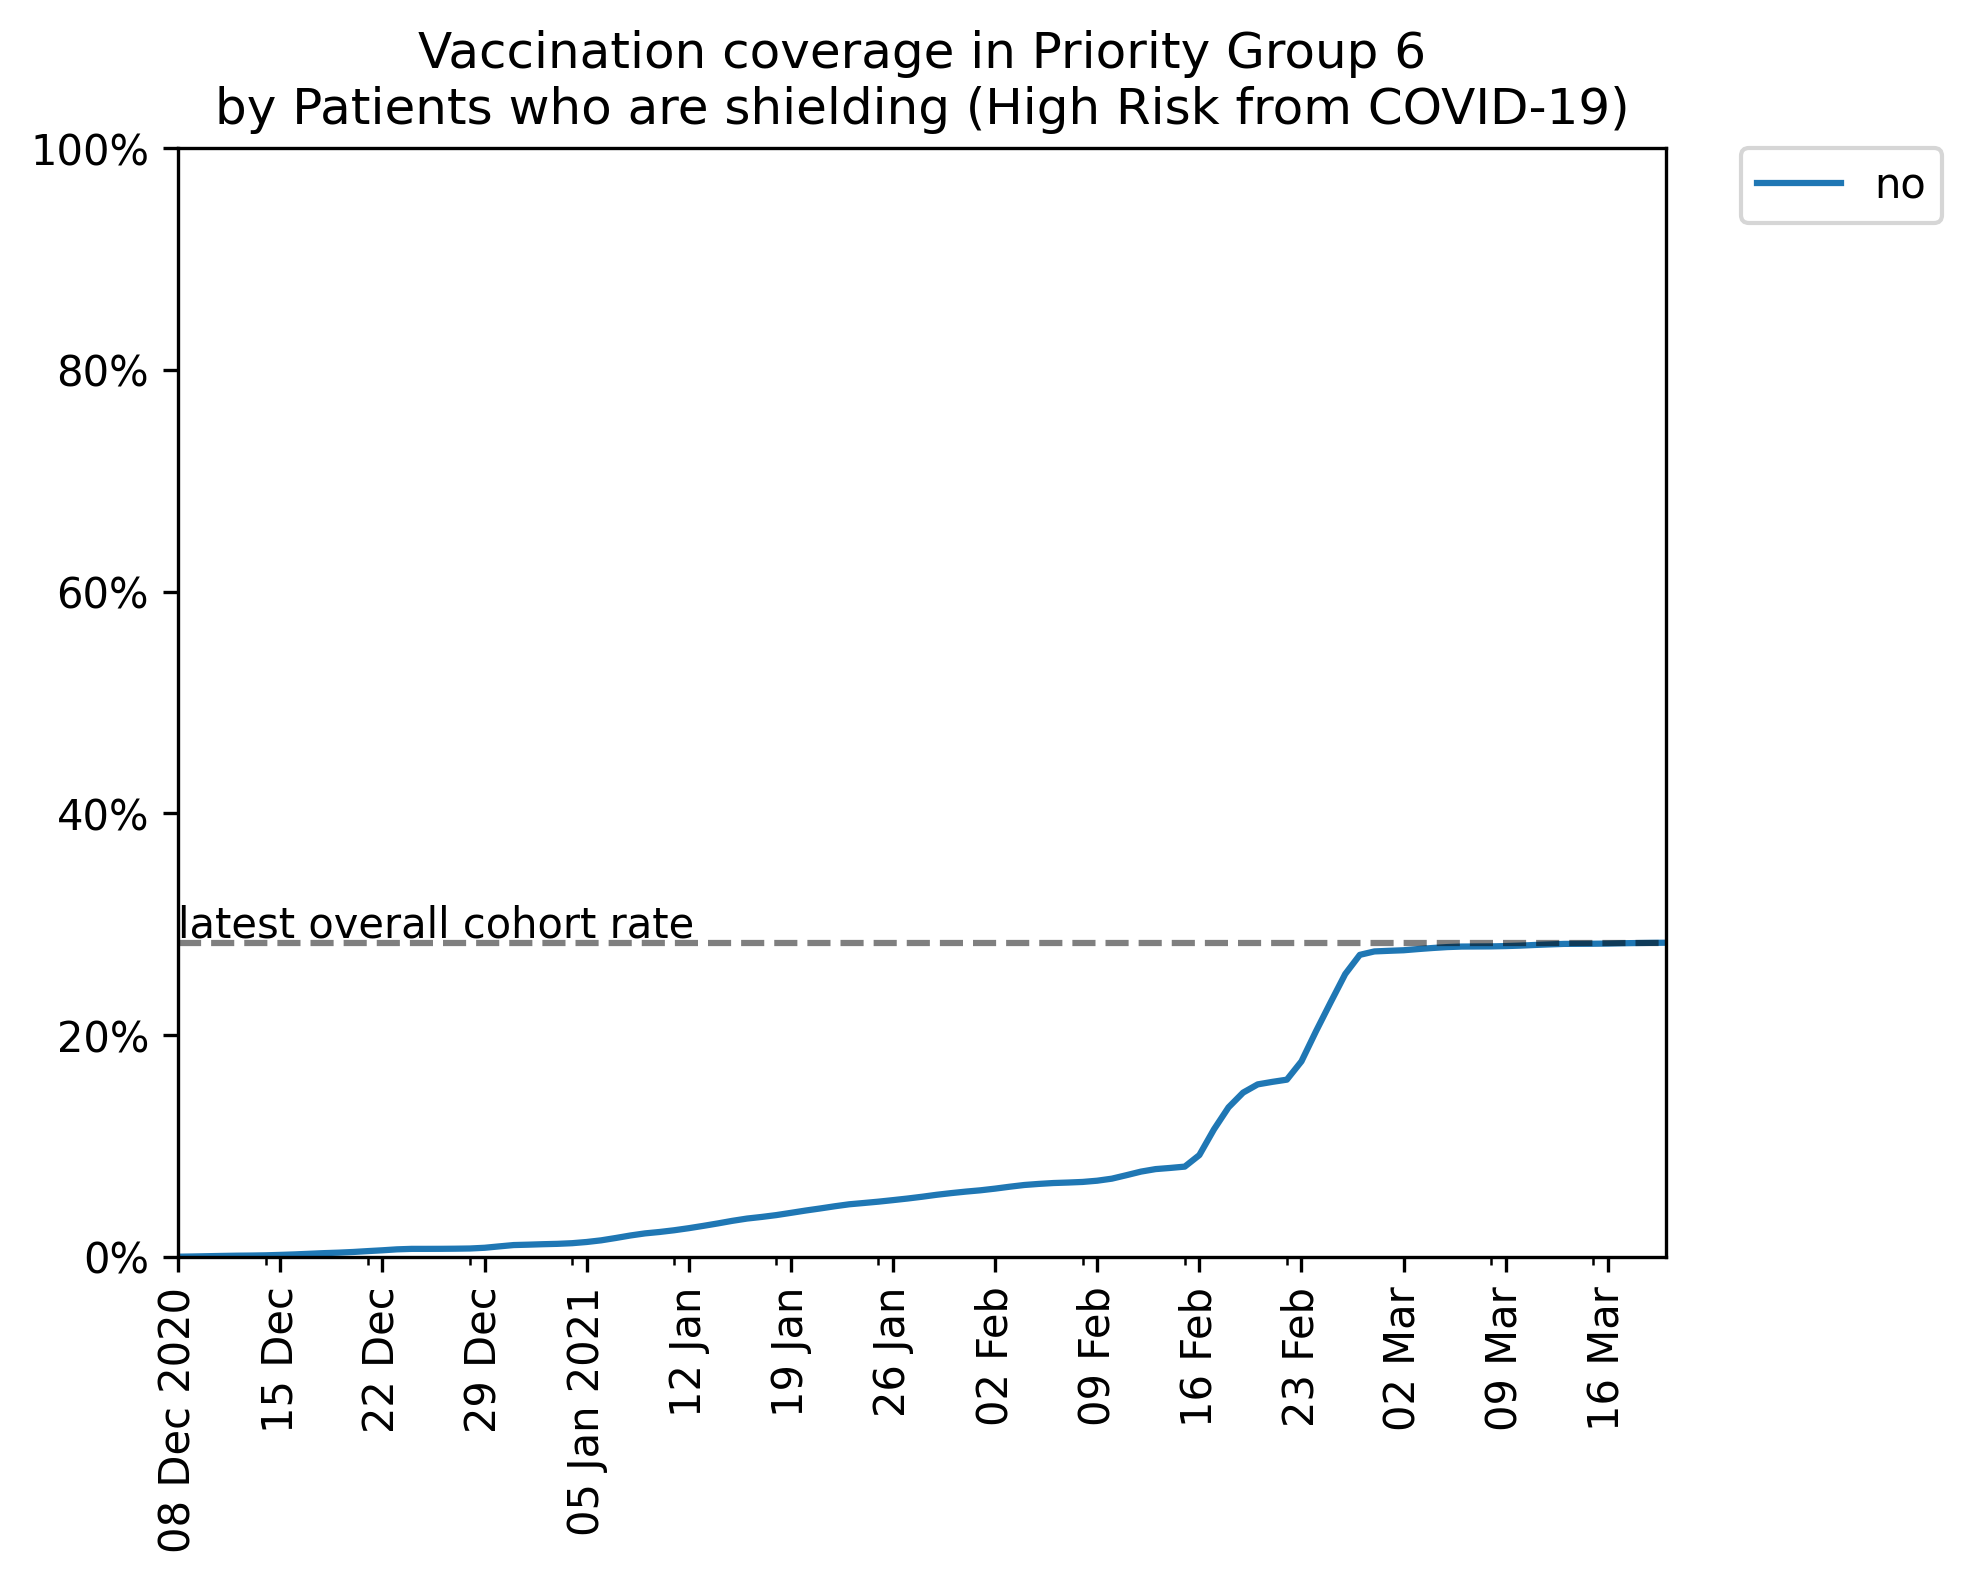 Vaccination coverage in Priority Group 6
by Patients who are shielding (High Risk from COVID-19)
no
100%
80%
60%
40%
20%
0%
latest overall cohort rate
08 Dec 2020
15 Dec
22 Dec
29 Dec
05 Jan 2021
12 Jan
19 Jan
26 Jan
02 Feb
09 Feb
16 Feb
23 Feb
02 Mar
09 Mar
16 Mar